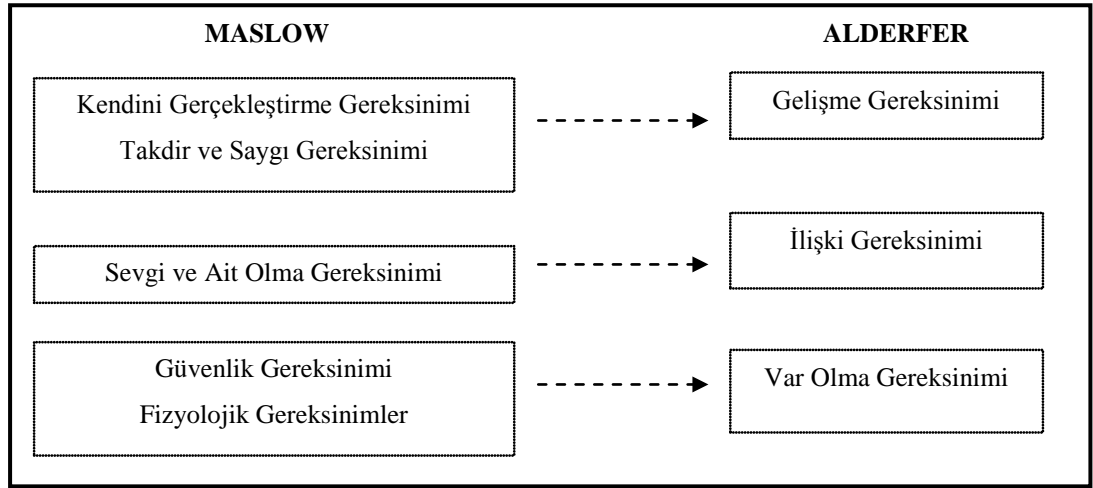 MASLOW
ALDERFER
Kendini Gerçekleştirme Gereksinimi
Takdir ve Saygı Gereksinimi
Gelişme Gereksinimi
Sevgi ve Ait Olma Gereksinimi
İlişki Gereksinimi
Güvenlik Gereksinimi
Fizyolojik Gereksinimler
Var Olma Gereksinimi